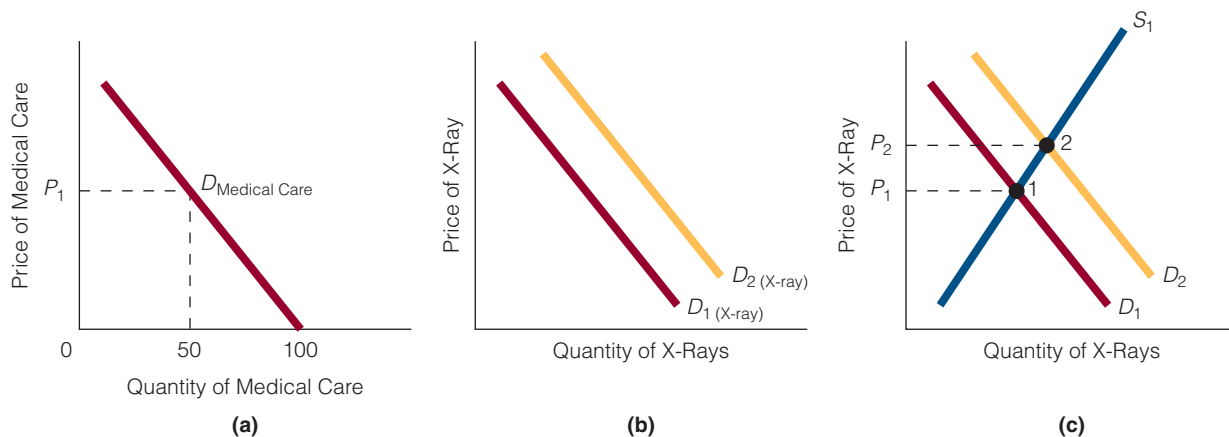 Price of Medical Care
P1
DMedical Care
0
50
100
Quantity of Medical Care
(a)
Price of X-Ray
D2 (X-ray)
D1 (X-ray)
Quantity of X-Rays
(b)
Price of X-Ray
S1
P2
2
P1
1
D2
D1
Quantity of X-Rays
(c)